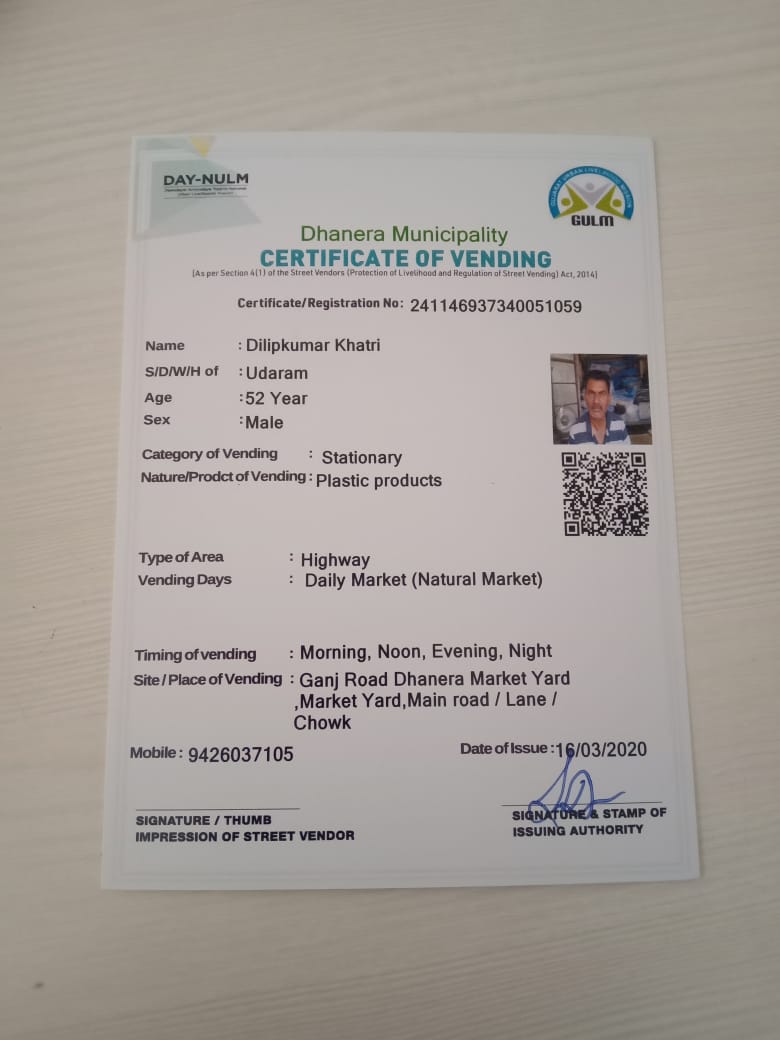 DAY-NULM
GUJARAT URBAN LIVELIHOOD MISSION
GULM
Dhanera Municipality
CERTIFICATE OF VENDING
[As per Section 4(1) of the Street Vendors (Protection of Livelihood and Regulation of Street Vending) Act, 2014]
Certificate/Registration No: 241146937340051059
Name : Dilipkumar Khatri
S/D/W/H of : Udaram
Age : 52 Year
Sex : Male
Category of Vending : Stationary
Nature/Prodct of Vending : Plastic products
Type of Area : Highway
Vending Days : Daily Market (Natural Market)
Timing of vending : Morning, Noon, Evening, Night
Site / Place of Vending : Ganj Road Dhanera Market Yard
,Market Yard,Main road / Lane /
Chowk
Mobile : 9426037105 Date of Issue : 16/03/2020
SIGNATURE / THUMB
IMPRESSION OF STREET VENDOR
SIGNATURE & STAMP OF
ISSUING AUTHORITY